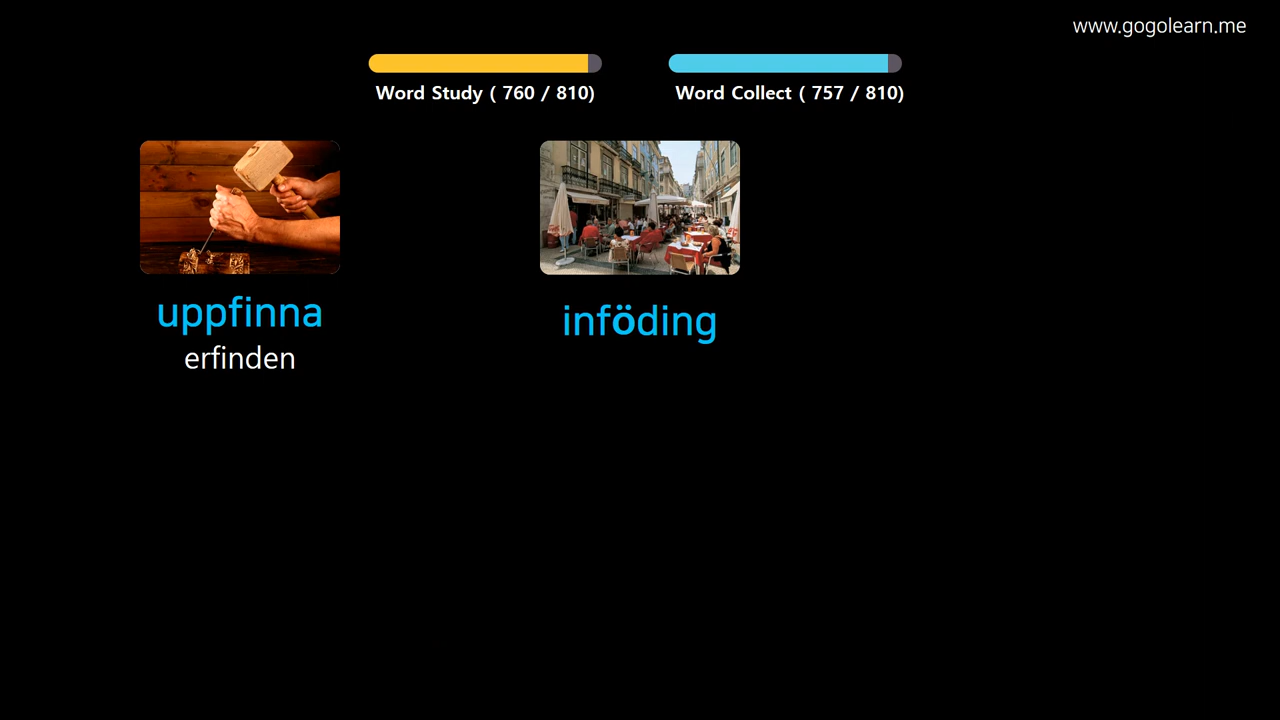 www.gogolearn.me
Word Study ( 760 / 810)
Word Collect ( 757 / 810)
uppfinna
erfinden
inföding